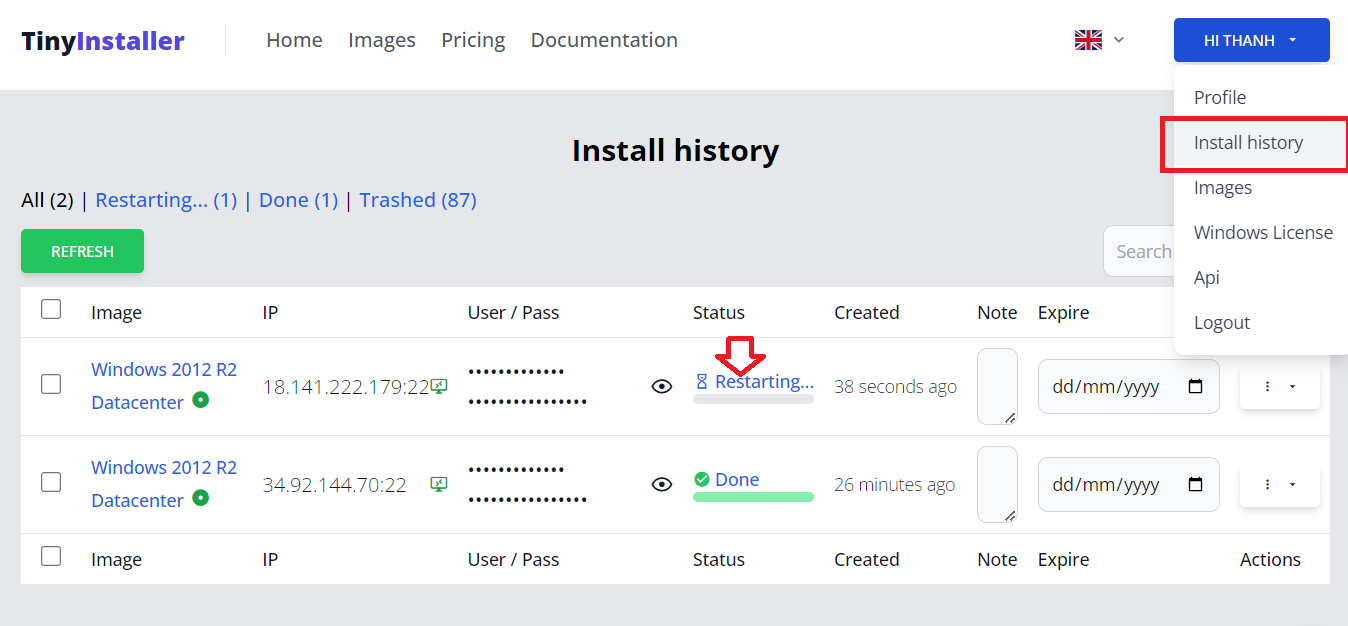 TinyInstaller
Home Images Pricing Documentation
HI THANH
Profile
Install history
Images
Windows License
Api
Logout
Install history
All (2) | Restarting... (1) | Done (1) | Trashed (87)
REFRESH
Search
Image IP User / Pass Status Created Note Expire
Windows 2012 R2
Datacenter
18.141.222.179:22
•••••••••••••
••••••••••••••••
Restarting...
38 seconds ago
dd/mm/yyyy
Windows 2012 R2
Datacenter
34.92.144.70:22
•••••••••••••
••••••••••••••••
Done
26 minutes ago
dd/mm/yyyy
Image IP User / Pass Status Created Note Expire Actions